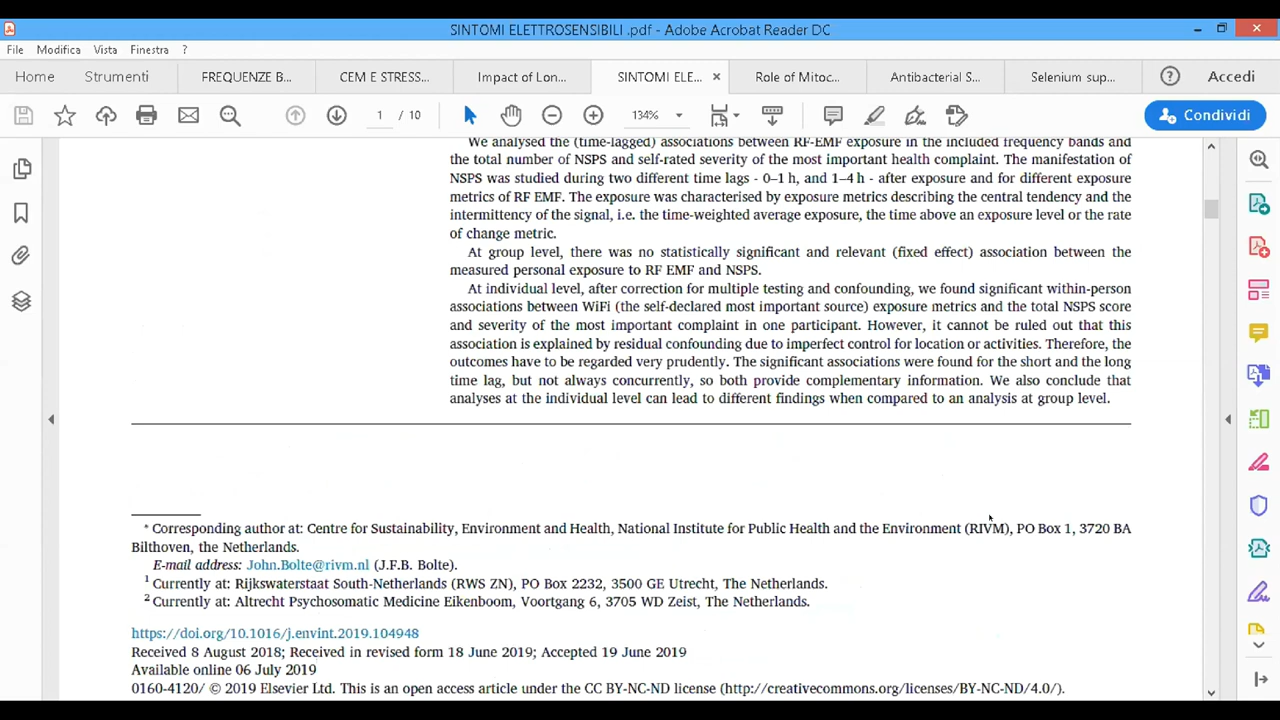 SINTOMI ELETTROSENSIBILI .pdf - Adobe Acrobat Reader DC
File Modifica Vista Finestra ?
Home Strumenti FREQUENZE B... CEM E STRESS... Impact of Lon... SINTOMI ELE... Role of Mitoc... Antibacterial S... Selenium sup... Accedi
1 / 10 134% Condividi
We analysed the (time-lagged) associations between RF-EMF exposure in the included frequency bands and
the total number of NSPS and self-rated severity of the most important health complaint. The manifestation of
NSPS was studied during two different time lags - 0–1 h, and 1–4 h - after exposure and for different exposure
metrics of RF EMF. The exposure was characterised by exposure metrics describing the central tendency and the
intermittency of the signal, i.e. the time-weighted average exposure, the time above an exposure level or the rate
of change metric.
At group level, there was no statistically significant and relevant (fixed effect) association between the
measured personal exposure to RF EMF and NSPS.
At individual level, after correction for multiple testing and confounding, we found significant within-person
associations between WiFi (the self-declared most important source) exposure metrics and the total NSPS score
and severity of the most important complaint in one participant. However, it cannot be ruled out that this
association is explained by residual confounding due to imperfect control for location or activities. Therefore, the
outcomes have to be regarded very prudently. The significant associations were found for the short and the long
time lag, but not always concurrently, so both provide complementary information. We also conclude that
analyses at the individual level can lead to different findings when compared to an analysis at group level.
* Corresponding author at: Centre for Sustainability, Environment and Health, National Institute for Public Health and the Environment (RIVM), PO Box 1, 3720 BA
Bilthoven, the Netherlands.
E-mail address: John.Bolte@rivm.nl (J.F.B. Bolte).
1 Currently at: Rijkswaterstaat South-Netherlands (RWS ZN), PO Box 2232, 3500 GE Utrecht, The Netherlands.
2 Currently at: Altrecht Psychosomatic Medicine Eikenboom, Voortgang 6, 3705 WD Zeist, The Netherlands.
https://doi.org/10.1016/j.envint.2019.104948
Received 8 August 2018; Received in revised form 18 June 2019; Accepted 19 June 2019
Available online 06 July 2019
0160-4120/ © 2019 Elsevier Ltd. This is an open access article under the CC BY-NC-ND license (http://creativecommons.org/licenses/BY-NC-ND/4.0/).